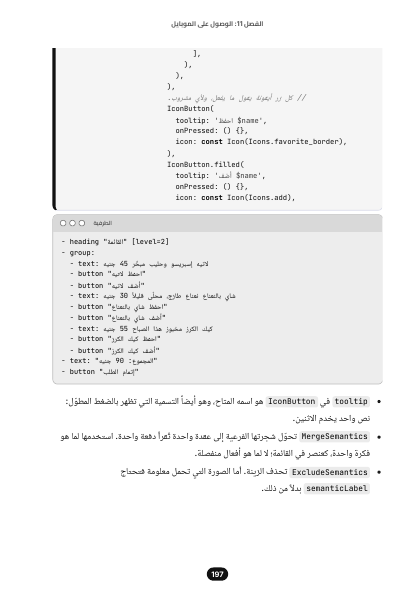 الفصل 11: الوصول على الموبايل
],
),
),
),
// كل زر أيقونة يقول ما يفعل، ولأي مشروب.
IconButton(
tooltip: 'احفظ $name',
onPressed: () {},
icon: const Icon(Icons.favorite_border),
),
IconButton.filled(
tooltip: 'أضف $name',
onPressed: () {},
icon: const Icon(Icons.add),
الطرفية
- heading "القائمة" [level=2]
- group:
- text: لاتيه إسبريسو وحليب مبخّر 45 جنيه
- button "احفظ لاتيه"
- button "أضف لاتيه"
- text: شاي بالنعناع نعناع طازج، محلّى قليلاً 30 جنيه
- button "احفظ شاي بالنعناع"
- button "أضف شاي بالنعناع"
- text: كيك الكرز مخبوز هذا الصباح 55 جنيه
- button "احفظ كيك الكرز"
- button "أضف كيك الكرز"
- text: "المجموع: 90 جنيه"
- button "إتمام الطلب"
• tooltip في IconButton هو اسمه المتاح، وهو أيضاً التسمية التي تظهر بالضغط المطوّل:
نص واحد يخدم الاثنين.
• MergeSemantics تحوّل شجرتها الفرعية إلى عقدة واحدة تُقرأ دفعة واحدة. استخدمها لما هو
فكرة واحدة، كعنصر في القائمة؛ لا لما هو أفعال منفصلة.
• ExcludeSemantics تحذف الزينة. أما الصورة التي تحمل معلومة فتحتاج
semanticLabel بدلاً من ذلك.
197